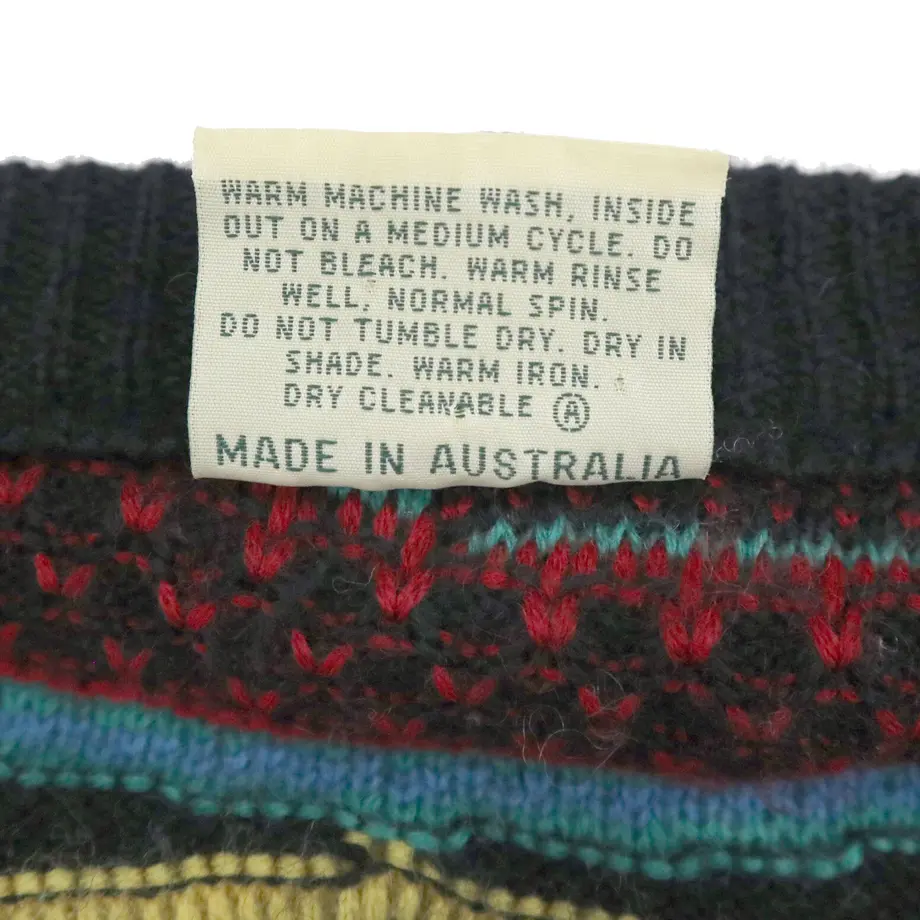 WARM MACHINE WASH, INSIDE
OUT ON A MEDIUM CYCLE. DO
NOT BLEACH. WARM RINSE
WELL, NORMAL SPIN.
DO NOT TUMBLE DRY. DRY IN
SHADE. WARM IRON.
DRY CLEANABLE Ⓐ
MADE IN AUSTRALIA